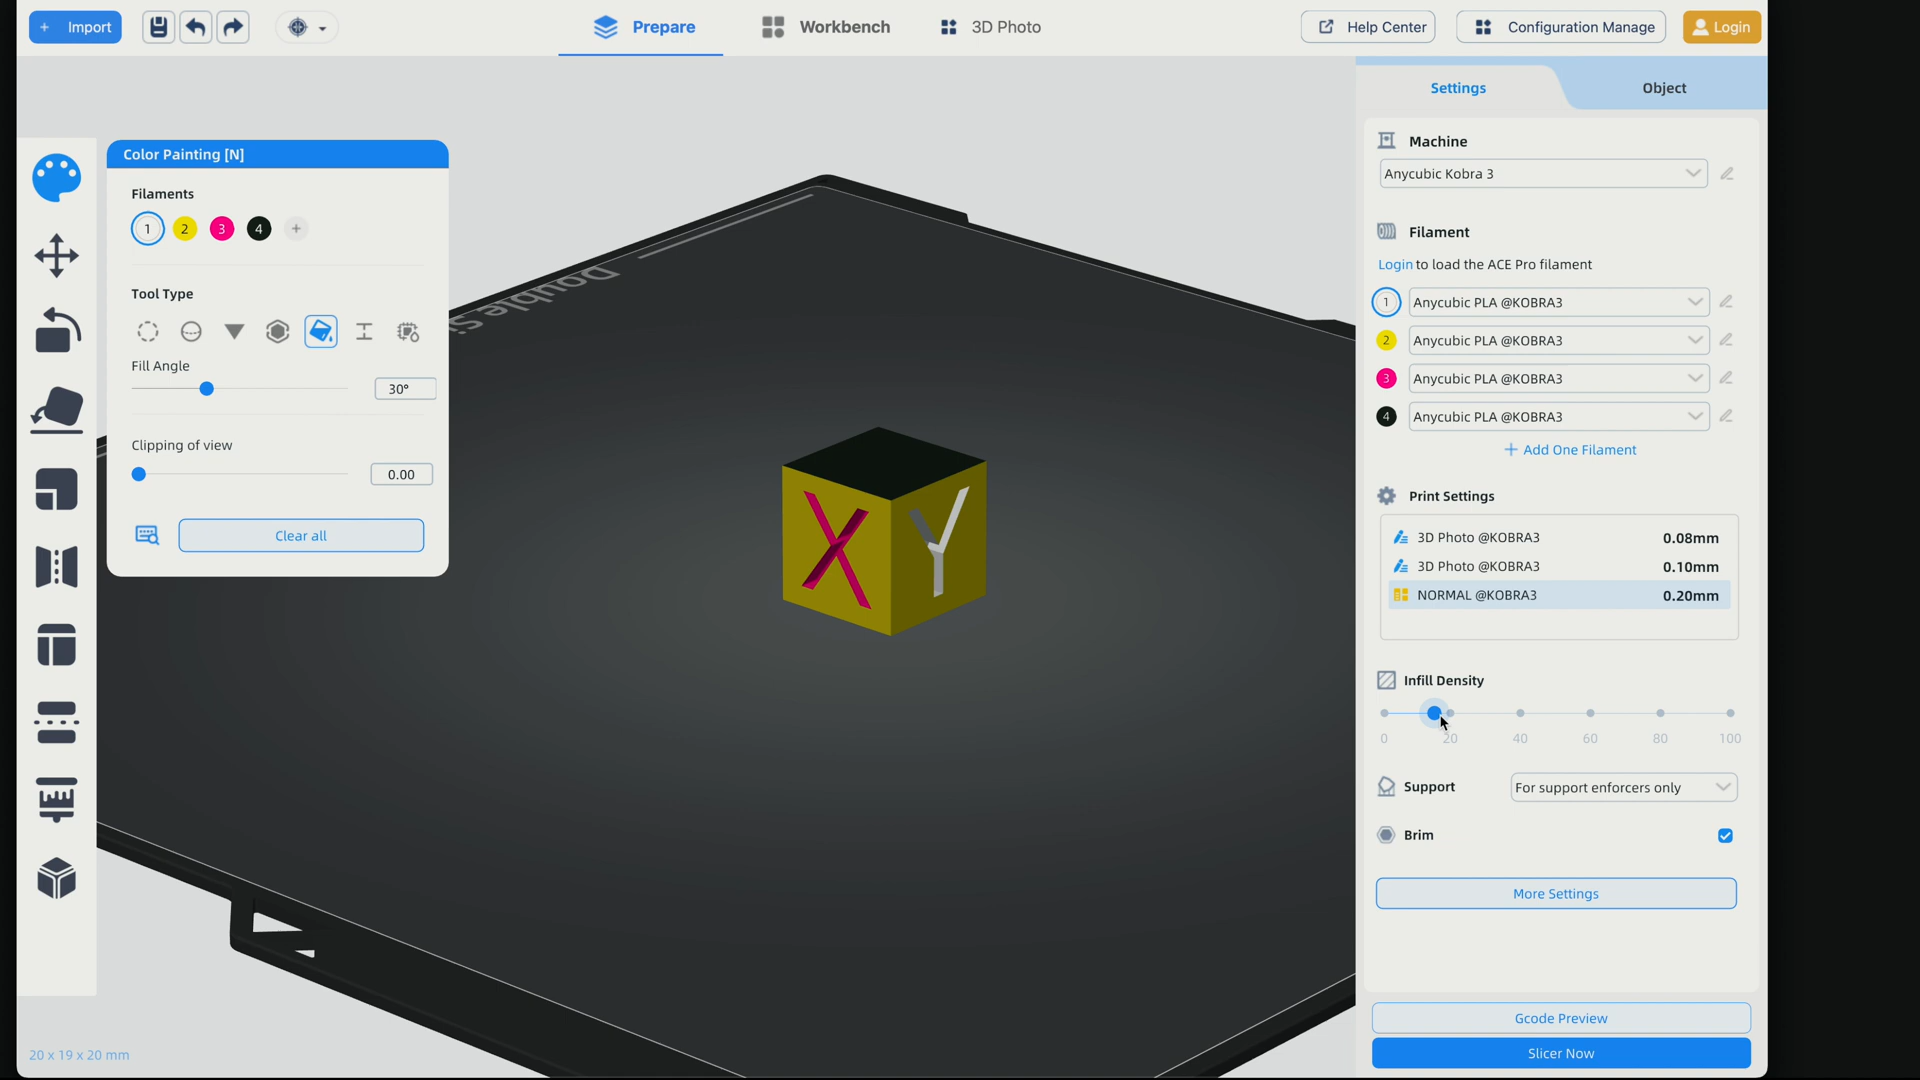 + Import
Prepare
Workbench
3D Photo
Help Center
Configuration Manage
Login
Settings
Object
Color Painting [N]
Filaments
1 2 3 4 +
Tool Type
Fill Angle
30°
Clipping of view
0.00
Clear all
Double Si
X
Y
20 x 19 x 20 mm
Machine
Anycubic Kobra 3
Filament
Login to load the ACE Pro filament
1 Anycubic PLA @KOBRA3
2 Anycubic PLA @KOBRA3
3 Anycubic PLA @KOBRA3
4 Anycubic PLA @KOBRA3
+ Add One Filament
Print Settings
3D Photo @KOBRA3 0.08mm
3D Photo @KOBRA3 0.10mm
NORMAL @KOBRA3 0.20mm
Infill Density
0 20 40 60 80 100
Support
For support enforcers only
Brim
More Settings
Gcode Preview
Slicer Now